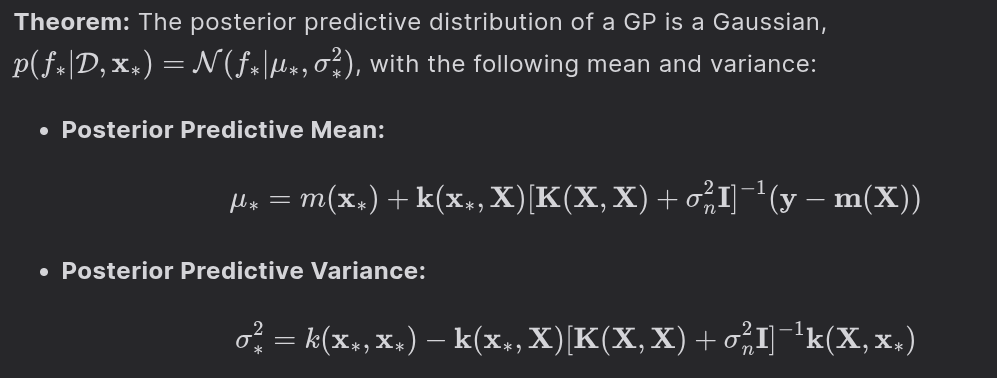 Theorem: The posterior predictive distribution of a GP is a Gaussian,
p(f_*|𝒟, 𝐱_*) = 𝒩(f_*|μ_*, σ_*^2), with the following mean and variance:
• Posterior Predictive Mean:
μ_* = m(𝐱_*) + 𝐤(𝐱_*, 𝐗)[𝐊(𝐗, 𝐗) + σ_n^2 𝐈]^{-1}(𝐲 − 𝐦(𝐗))
• Posterior Predictive Variance:
σ_*^2 = k(𝐱_*, 𝐱_*) − 𝐤(𝐱_*, 𝐗)[𝐊(𝐗, 𝐗) + σ_n^2 𝐈]^{-1}𝐤(𝐗, 𝐱_*)